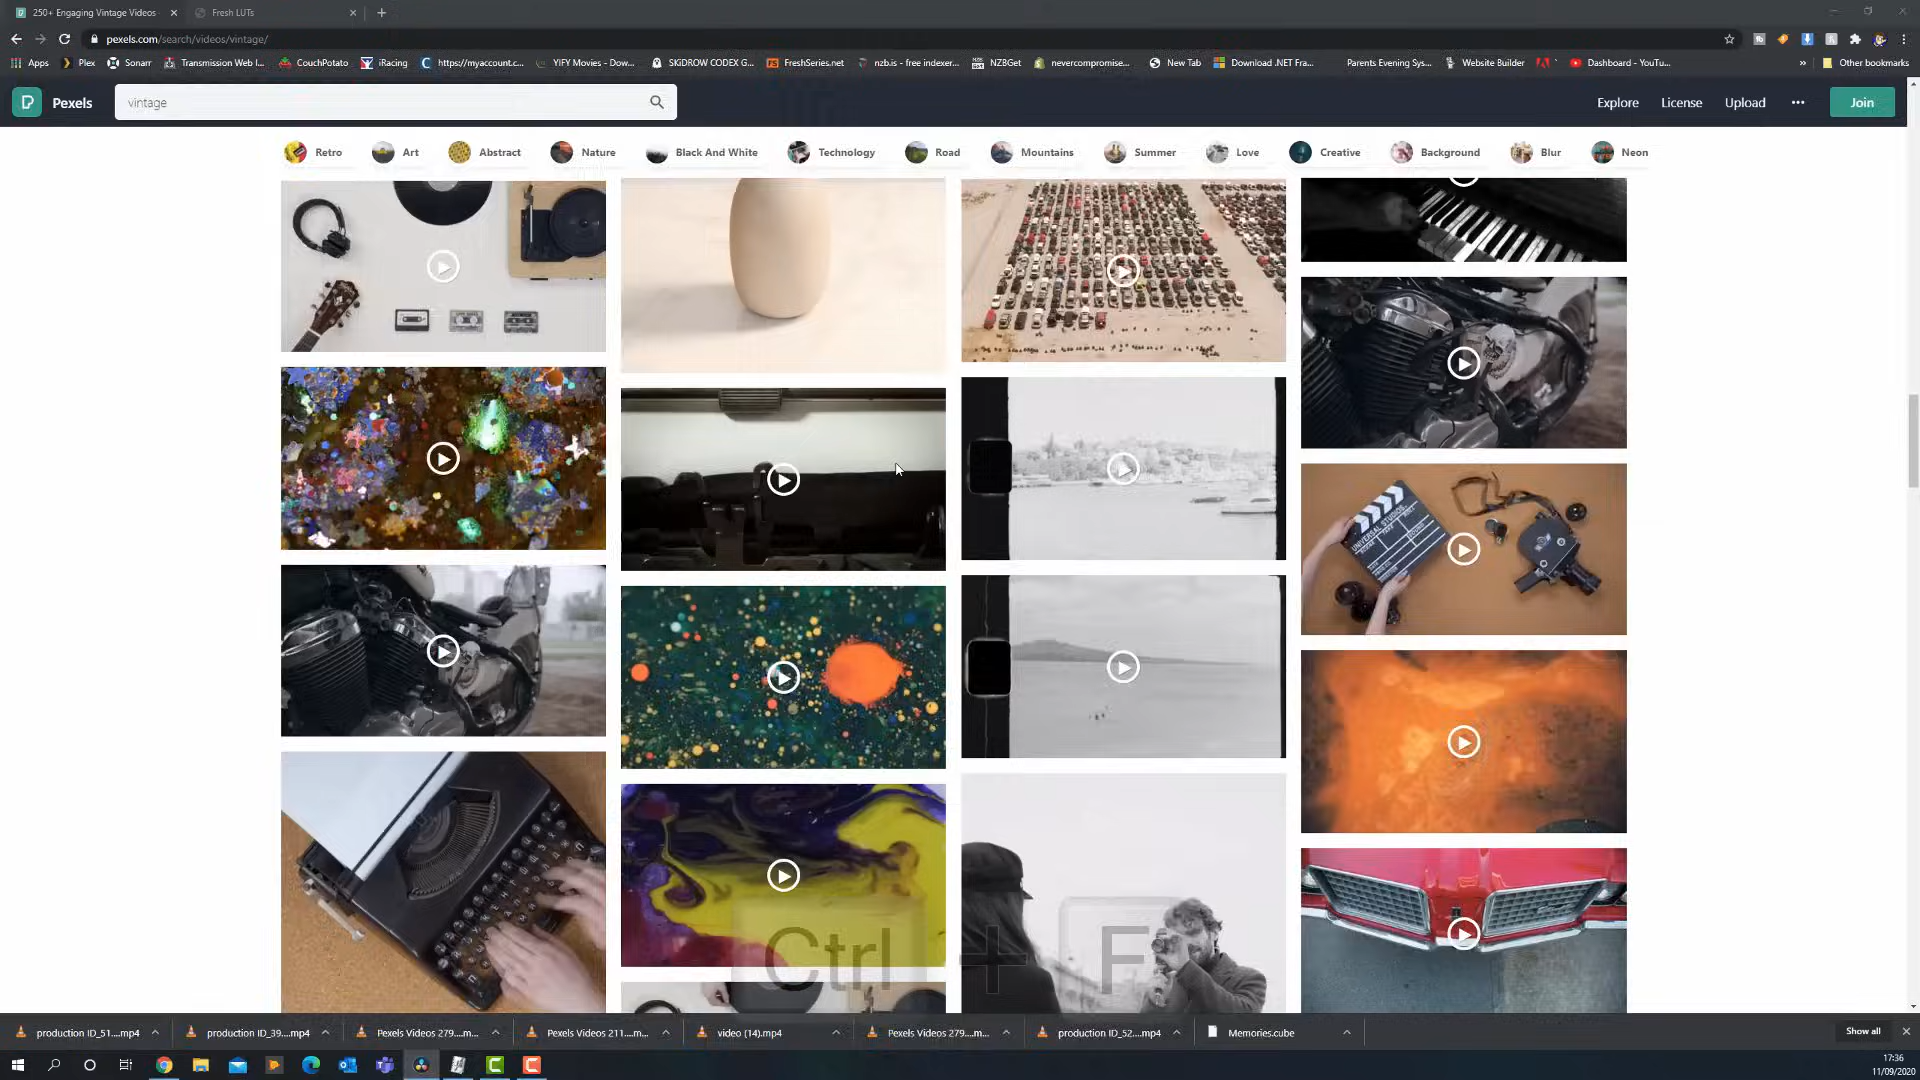 250+ Engaging Vintage Videos
Fresh LUTs
pexels.com/search/videos/vintage/
Apps
Plex
Sonarr
Transmission Web I...
CouchPotato
iRacing
https://myaccount.c...
YIFY Movies - Dow...
SKIDROW CODEX G...
FreshSeries.net
nzb.is - free indexer...
NZBGet
nevercompromise...
New Tab
Download .NET Fra...
Parents Evening Sys...
Website Builder
Dashboard - YouTu...
»
Other bookmarks
Pexels
vintage
Explore
License
Upload
Join
Retro
Art
Abstract
Nature
Black And White
Technology
Road
Mountains
Summer
Love
Creative
Background
Blur
Neon
UNIVERSAL STUDIOS
Ctrl + F
production ID_51....mp4
production ID_39....mp4
Pexels Videos 279....m...
Pexels Videos 211....m...
video (14).mp4
Pexels Videos 279....m...
production ID_52....mp4
Memories.cube
Show all
17:36
11/09/2020